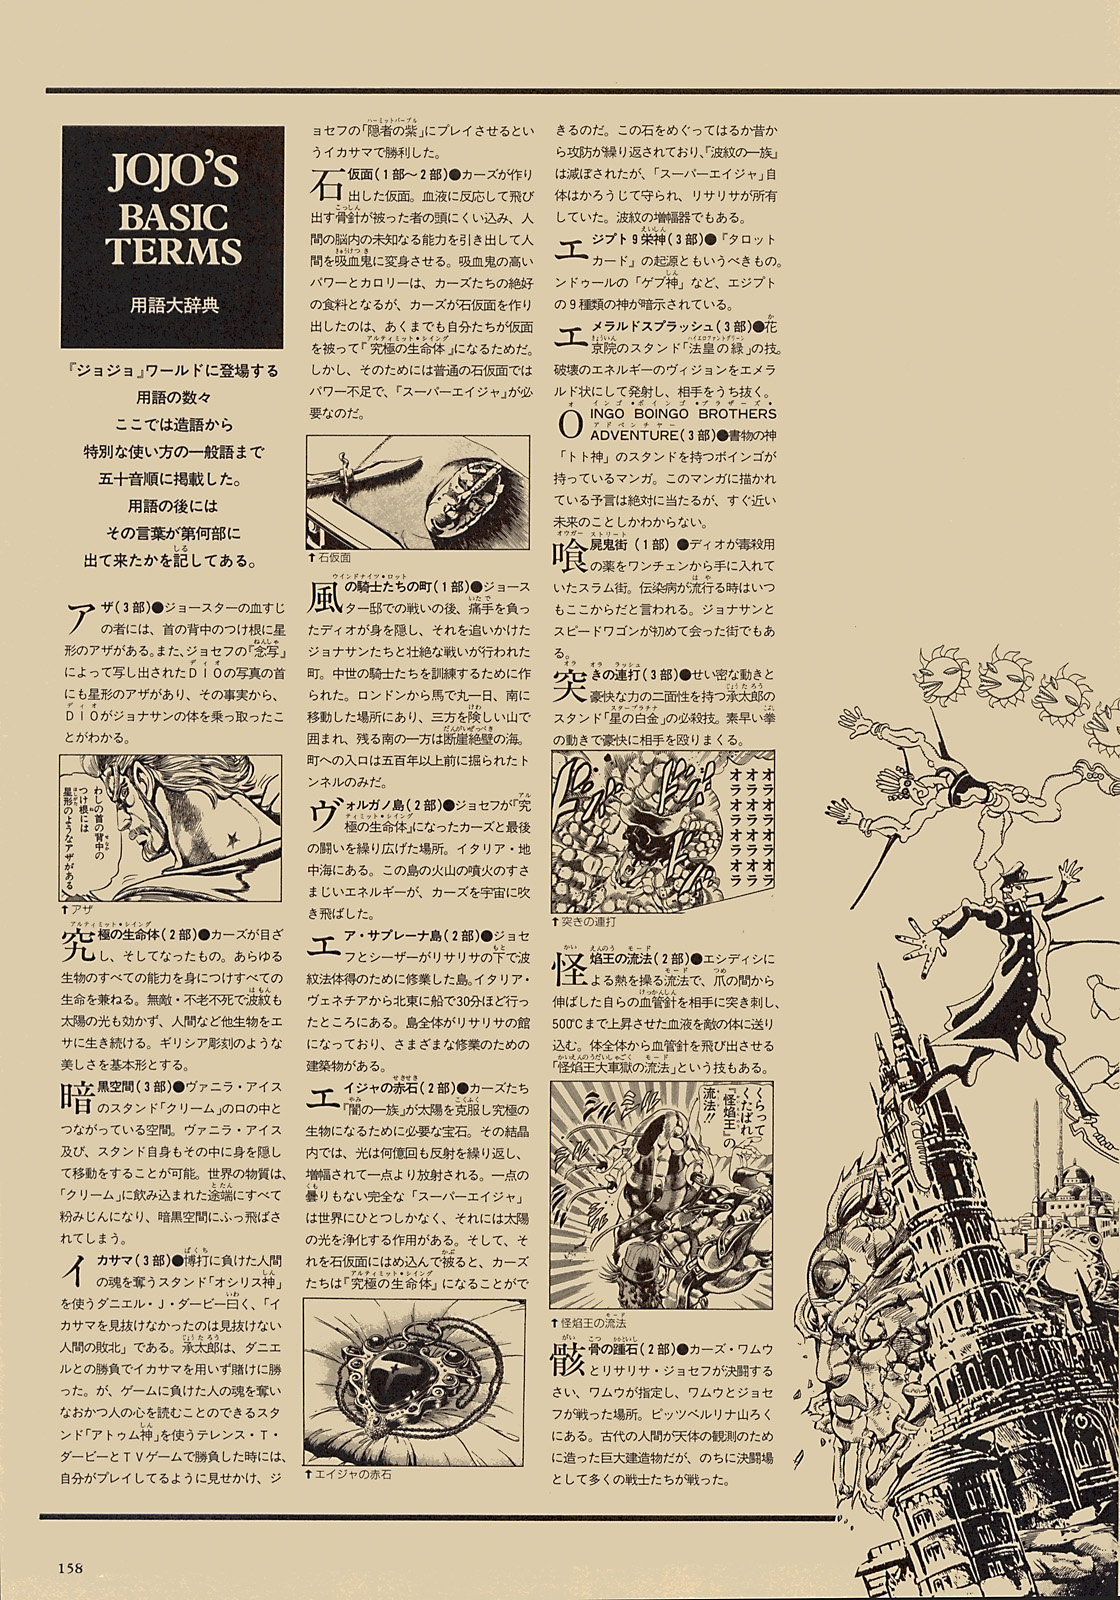 JOJO'S
BASIC
TERMS
用語大辞典
『ジョジョ』ワールドに登場する
用語の数々
ここでは造語から
特別な使い方の一般語まで
五十音順に掲載した。
用語の後には
その言葉が第何部に
出て来たかを記してある。
アザ(3部)●ジョースターの血すじ
の者には、首の背中のつけ根に星
形のアザがある。また、ジョセフの『念写』
によって写し出されたDIOの写真の首
にも星形のアザがあり、その事実から、
DIOがジョナサンの体を乗っ取ったこ
とがわかる。
わしの首の背中の
つけ根には
星形のようなアザがある
↑アザ
究極の生命体(2部)●カーズが目ざ
し、そしてなったもの。あらゆる
生物のすべての能力を身につけすべての
生命を兼ねる。無敵・不老不死で波紋も
太陽の光も効かず、人間など他生物をエ
サに生き続ける。ギリシア彫刻のような
美しさを基本形とする。
暗黒空間(3部)●ヴァニラ・アイス
のスタンド「クリーム」の口の中と
つながっている空間。ヴァニラ・アイス
及び、スタンド自身もその中に身を隠し
て移動をすることが可能。世界の物質は、
「クリーム」に飲み込まれた途端にすべて
粉みじんになり、暗黒空間にふっ飛ばさ
れてしまう。
イカサマ(3部)●博打に負けた人間
の魂を奪うスタンド「オシリス神」
を使うダニエル・J・ダービー曰く、「イ
カサマを見抜けなかったのは見抜けない
人間の敗北」である。承太郎は、ダニエ
ルとの勝負でイカサマを用いず賭けに勝
った。が、ゲームに負けた人の魂を奪い
なおかつ人の心を読むことのできるスタ
ンド「アトゥム神」を使うテレンス・T・
ダービーとTVゲームで勝負した時には、
自分がプレイしてるように見せかけ、ジ
ョセフの「隠者の紫」にプレイさせるとい
うイカサマで勝利した。
石仮面(1部〜2部)●カーズが作り
出した仮面。血液に反応して飛び
出す骨針が被った者の頭にくい込み、人
間の脳内の未知なる能力を引き出して人
間を吸血鬼に変身させる。吸血鬼の高い
パワーとカロリーは、カーズたちの絶好
の食料となるが、カーズが石仮面を作り
出したのは、あくまでも自分たちが仮面
を被って『究極の生命体』になるためだ。
しかし、そのためには普通の石仮面では
パワー不足で、「スーパーエイジャ」が必
要なのだ。
↑石仮面
風の騎士たちの町(1部)●ジョース
ター邸での戦いの後、痛手を負っ
たディオが身を隠し、それを追いかけた
ジョナサンたちと壮絶な戦いが行われた
町。中世の騎士たちを訓練するために作
られた。ロンドンから馬で丸一日、南に
移動した場所にあり、三方を険しい山で
囲まれ、残る南の一方は断崖絶壁の海。
町への入口は五百年以上前に掘られたト
ンネルのみだ。
ヴォルガノ島(2部)●ジョセフが「究
極の生命体」になったカーズと最後
の闘いを繰り広げた場所。イタリア・地
中海にある。この島の火山の噴火のすさ
まじいエネルギーが、カーズを宇宙に吹
き飛ばした。
エア・サプレーナ島(2部)●ジョセ
フとシーザーがリサリサの下で波
紋法体得のために修業した島。イタリア・
ヴェネチアから北東に船で30分ほど行っ
たところにある。島全体がリサリサの館
になっており、さまざまな修業のための
建築物がある。
エイジャの赤石(2部)●カーズたち
『闇の一族』が太陽を克服し究極の
生物になるために必要な宝石。その結晶
内では、光は何億回も反射を繰り返し、
増幅されて一点より放射される。一点の
曇りもない完全な「スーパーエイジャ」
は世界にひとつしかなく、それには太陽
の光を浄化する作用がある。そして、そ
れを石仮面にはめ込んで被ると、カーズ
たちは『究極の生命体』になることがで
↑エイジャの赤石
きるのだ。この石をめぐってはるか昔か
ら攻防が繰り返されており、『波紋の一族』
は滅ぼされたが、「スーパーエイジャ」自
体はかろうじて守られ、リサリサが所有
していた。波紋の増幅器でもある。
エジプト9栄神(3部)●『タロット
カード』の起源ともいうべきもの。
ンドゥールの「ゲブ神」など、エジプト
の9種類の神が暗示されている。
エメラルドスプラッシュ(3部)●花
京院のスタンド「法皇の緑」の技。
破壊のエネルギーのヴィジョンをエメラ
ルド状にして発射し、相手をうち抜く。
OINGO BOINGO BROTHERS
ADVENTURE(3部)●書物の神
「トト神」のスタンドを持つボインゴが
持っているマンガ。このマンガに描かれ
ている予言は絶対に当たるが、すぐ近い
未来のことしかわからない。
喰屍鬼街(1部)●ディオが毒殺用
の薬をワンチェンから手に入れて
いたスラム街。伝染病が流行る時はいつ
もここからだと言われる。ジョナサンと
スピードワゴンが初めて会った街でもあ
る。
突きの連打(3部)●せい密な動きと
豪快な力の二面性を持つ承太郎の
スタンド「星の白金」の必殺技。素早い拳
の動きで豪快に相手を殴りまくる。
オラオラオラオラオラ
オラオラオラオラオラ
オラオラオラオラオラ
↑突きの連打
怪焰王の流法(2部)●エシディシに
よる熱を操る流法で、爪の間から
伸ばした自らの血管針を相手に突き刺し、
500℃まで上昇させた血液を敵の体に送り
込む。体全体から血管針を飛び出させる
「怪焰王大軍獄の流法」という技もある。
くらって
くたばれ
『怪焰王』の
流法!!
↑怪焰王の流法
骸骨の踵石(2部)●カーズ・ワムウ
とリサリサ・ジョセフが決闘する
さい、ワムウが指定し、ワムウとジョセ
フが戦った場所。ピッツベルリナ山ろく
にある。古代の人間が天体の観測のため
に造った巨大建造物だが、のちに決闘場
として多くの戦士たちが戦った。
158